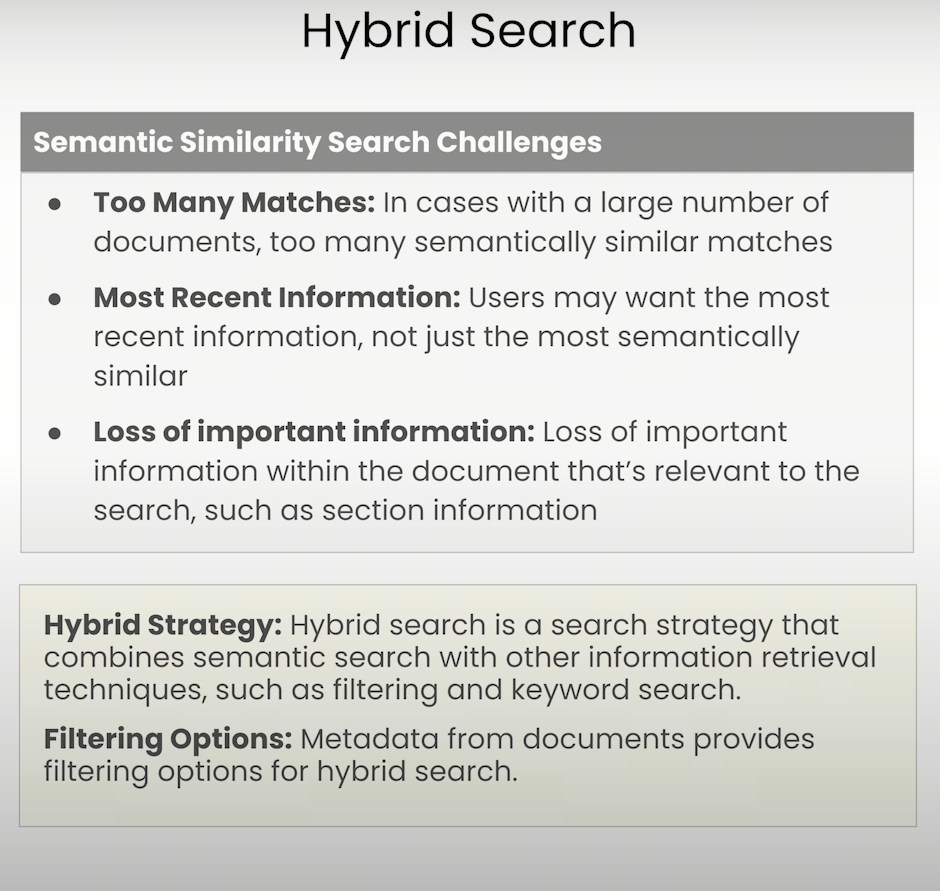 Hybrid Search
Semantic Similarity Search Challenges
● Too Many Matches: In cases with a large number of
documents, too many semantically similar matches
● Most Recent Information: Users may want the most
recent information, not just the most semantically
similar
● Loss of important information: Loss of important
information within the document that’s relevant to the
search, such as section information
Hybrid Strategy: Hybrid search is a search strategy that
combines semantic search with other information retrieval
techniques, such as filtering and keyword search.
Filtering Options: Metadata from documents provides
filtering options for hybrid search.